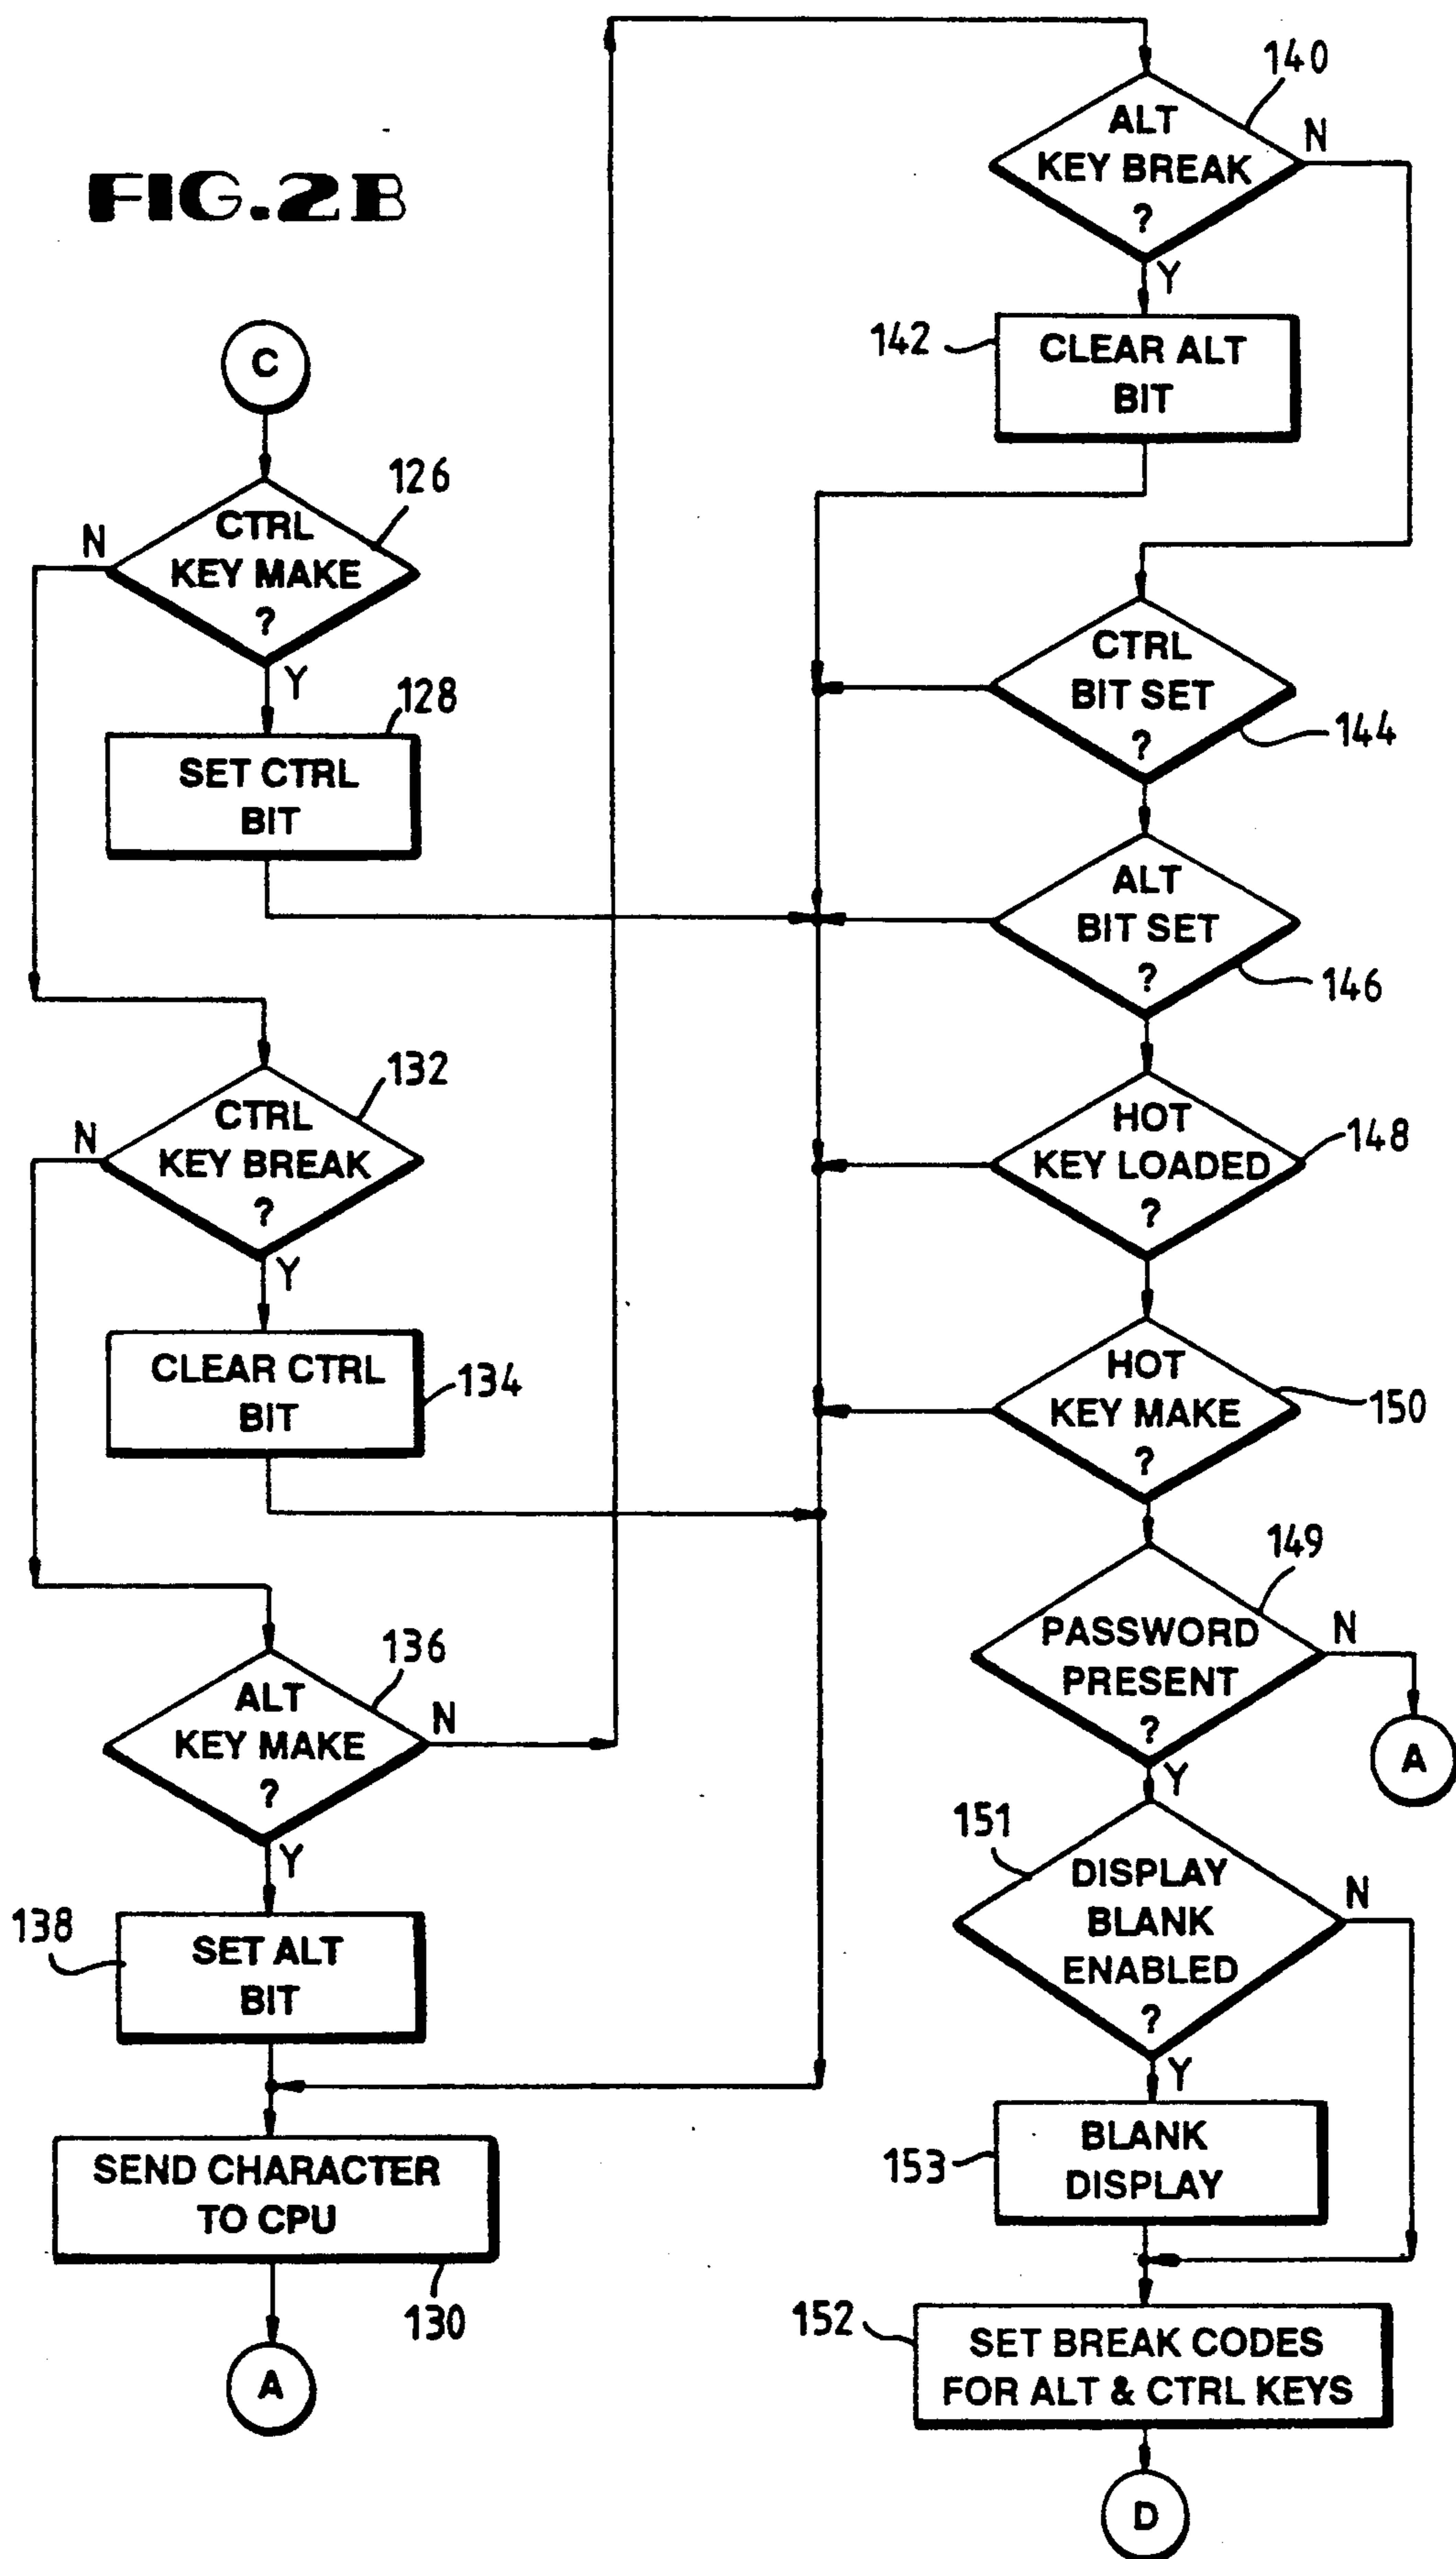 FIG.2B
C
126
CTRL
KEY MAKE
?
N
Y
128
SET CTRL
BIT
132
CTRL
KEY BREAK
?
N
Y
CLEAR CTRL
BIT
134
136
ALT
KEY MAKE
?
N
Y
138
SET ALT
BIT
SEND CHARACTER
TO CPU
130
A
140
ALT
KEY BREAK
?
N
Y
142
CLEAR ALT
BIT
CTRL
BIT SET
?
144
ALT
BIT SET
?
146
HOT
KEY LOADED
?
148
HOT
KEY MAKE
?
150
149
PASSWORD
PRESENT
?
N
A
Y
151
DISPLAY
BLANK
ENABLED
?
N
Y
153
BLANK
DISPLAY
152
SET BREAK CODES
FOR ALT & CTRL KEYS
D